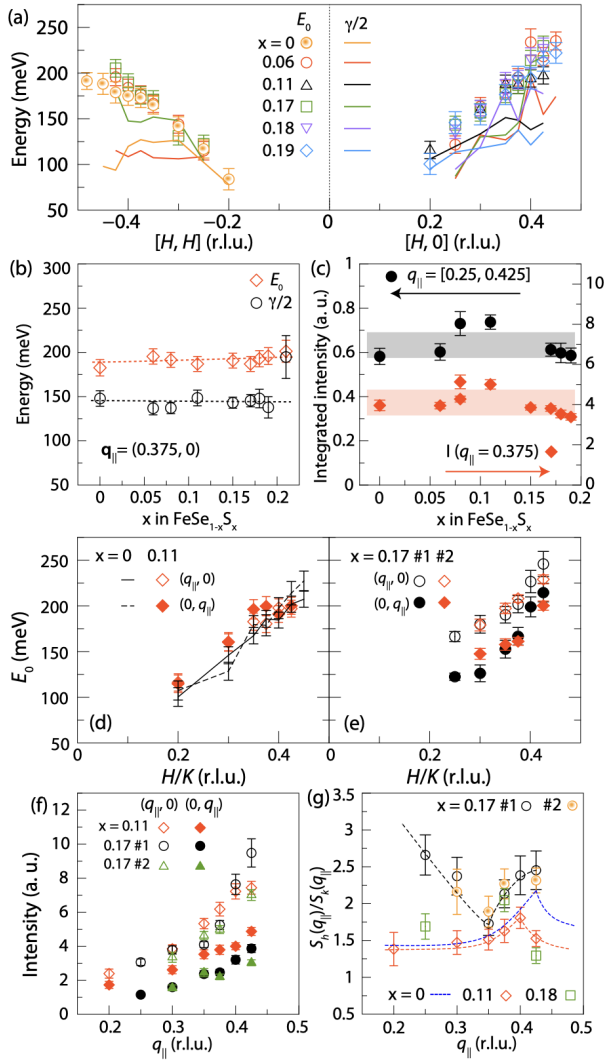 (a)
E₀
γ/2
x = 0
0.06
0.11
0.17
0.18
0.19
Energy (meV)
250
200
150
100
50
−0.4
−0.2
0
0.2
0.4
[H, H] (r.l.u.)
[H, 0] (r.l.u.)
(b)
E₀
γ/2
Energy (meV)
300
250
200
150
100
50
q|| = (0.375, 0)
0
0.05
0.10
0.15
0.20
x in FeSe₁₋ₓSₓ
(c)
q|| = [0.25, 0.425]
Integrated intensity (a. u.)
1
0.8
0.6
0.4
0.2
0
10
8
6
4
2
0
I (q|| = 0.375)
0
0.05
0.1
0.15
0.2
x in FeSe₁₋ₓSₓ
(d)
x = 0 0.11
(q||, 0)
(0, q||)
E₀ (meV)
250
200
150
100
50
0
0.1
0.2
0.3
0.4
H/K (r.l.u.)
(e)
x = 0.17 #1 #2
(q||, 0)
(0, q||)
0
0.1
0.2
0.3
0.4
H/K (r.l.u.)
(f)
(q||, 0) (0, q||)
x = 0.11
0.17 #1
0.17 #2
Intensity (a. u.)
12
10
8
6
4
2
0
0.2
0.3
0.4
0.5
q|| (r.l.u.)
(g)
x = 0.17 #1 #2
Sₕ(q||)/Sₖ(q||)
3.5
3
2.5
2
1.5
1
x = 0 0.11 0.18
0.2
0.3
0.4
0.5
q|| (r.l.u.)